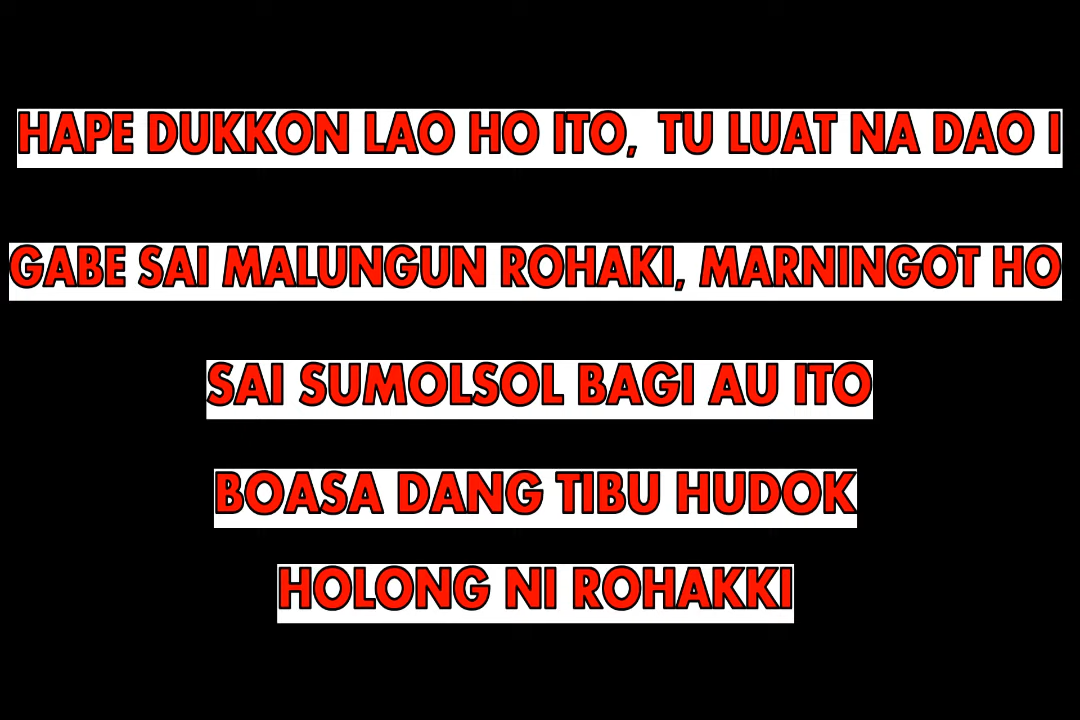 HAPE DUKKON LAO HO ITO, TU LUAT NA DAO I
GABE SAI MALUNGUN ROHAKI, MARNINGOT HO
SAI SUMOLSOL BAGI AU ITO
BOASA DANG TIBU HUDOK
HOLONG NI ROHAKKI